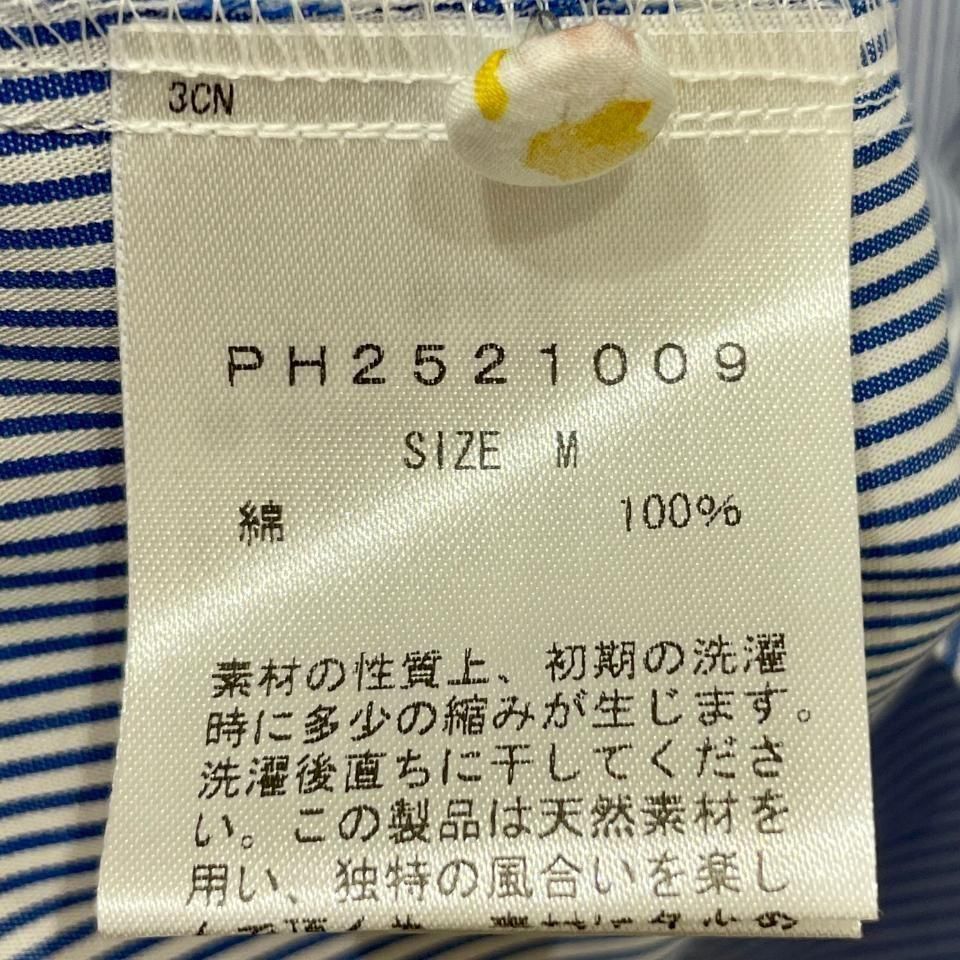 3CN
PH2521009
SIZE M
綿 100%
素材の性質上、初期の洗濯
時に多少の縮みが生じます。
洗濯後直ちに干してくださ
い。この製品は天然素材を
用い、独特の風合いを楽し